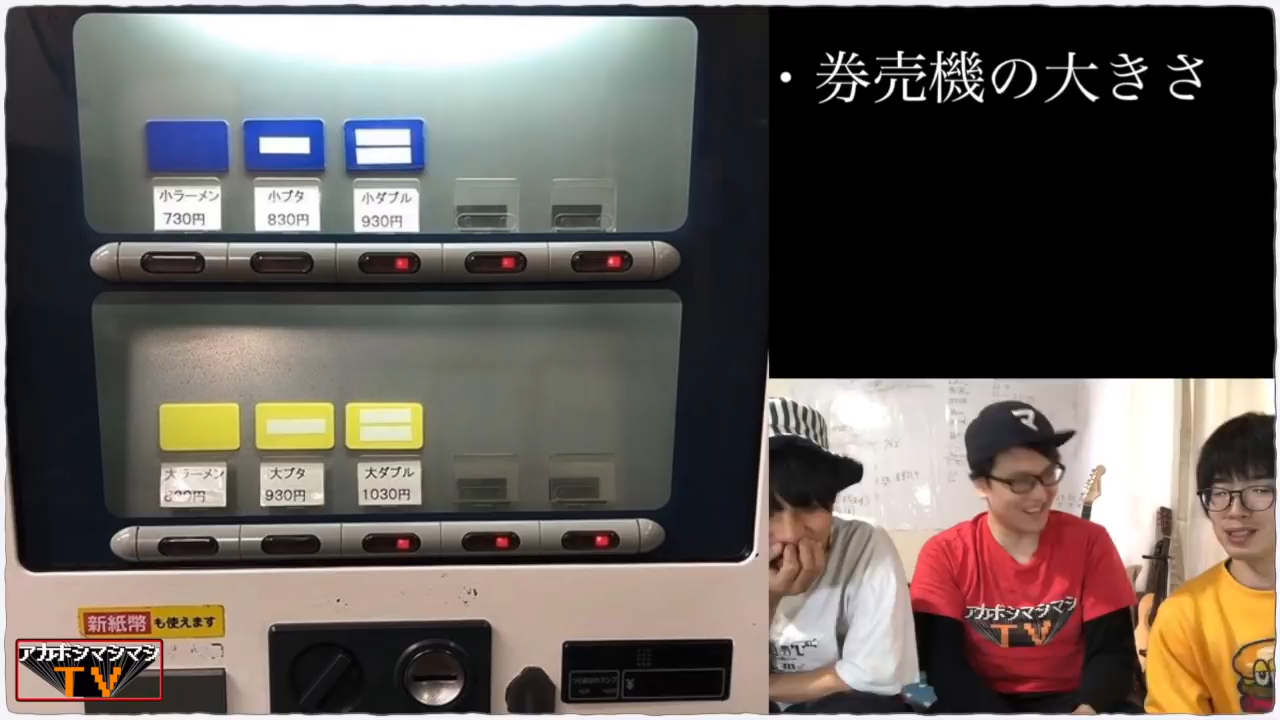 ・券売機の大きさ
小ラーメン
730円
小ブタ
830円
小ダブル
930円
大ラーメン
大ブタ
930円
大ダブル
1030円
新紙幣も使えます
アカホシマシマシ
TV
マ
アカホシマシマシ
TV